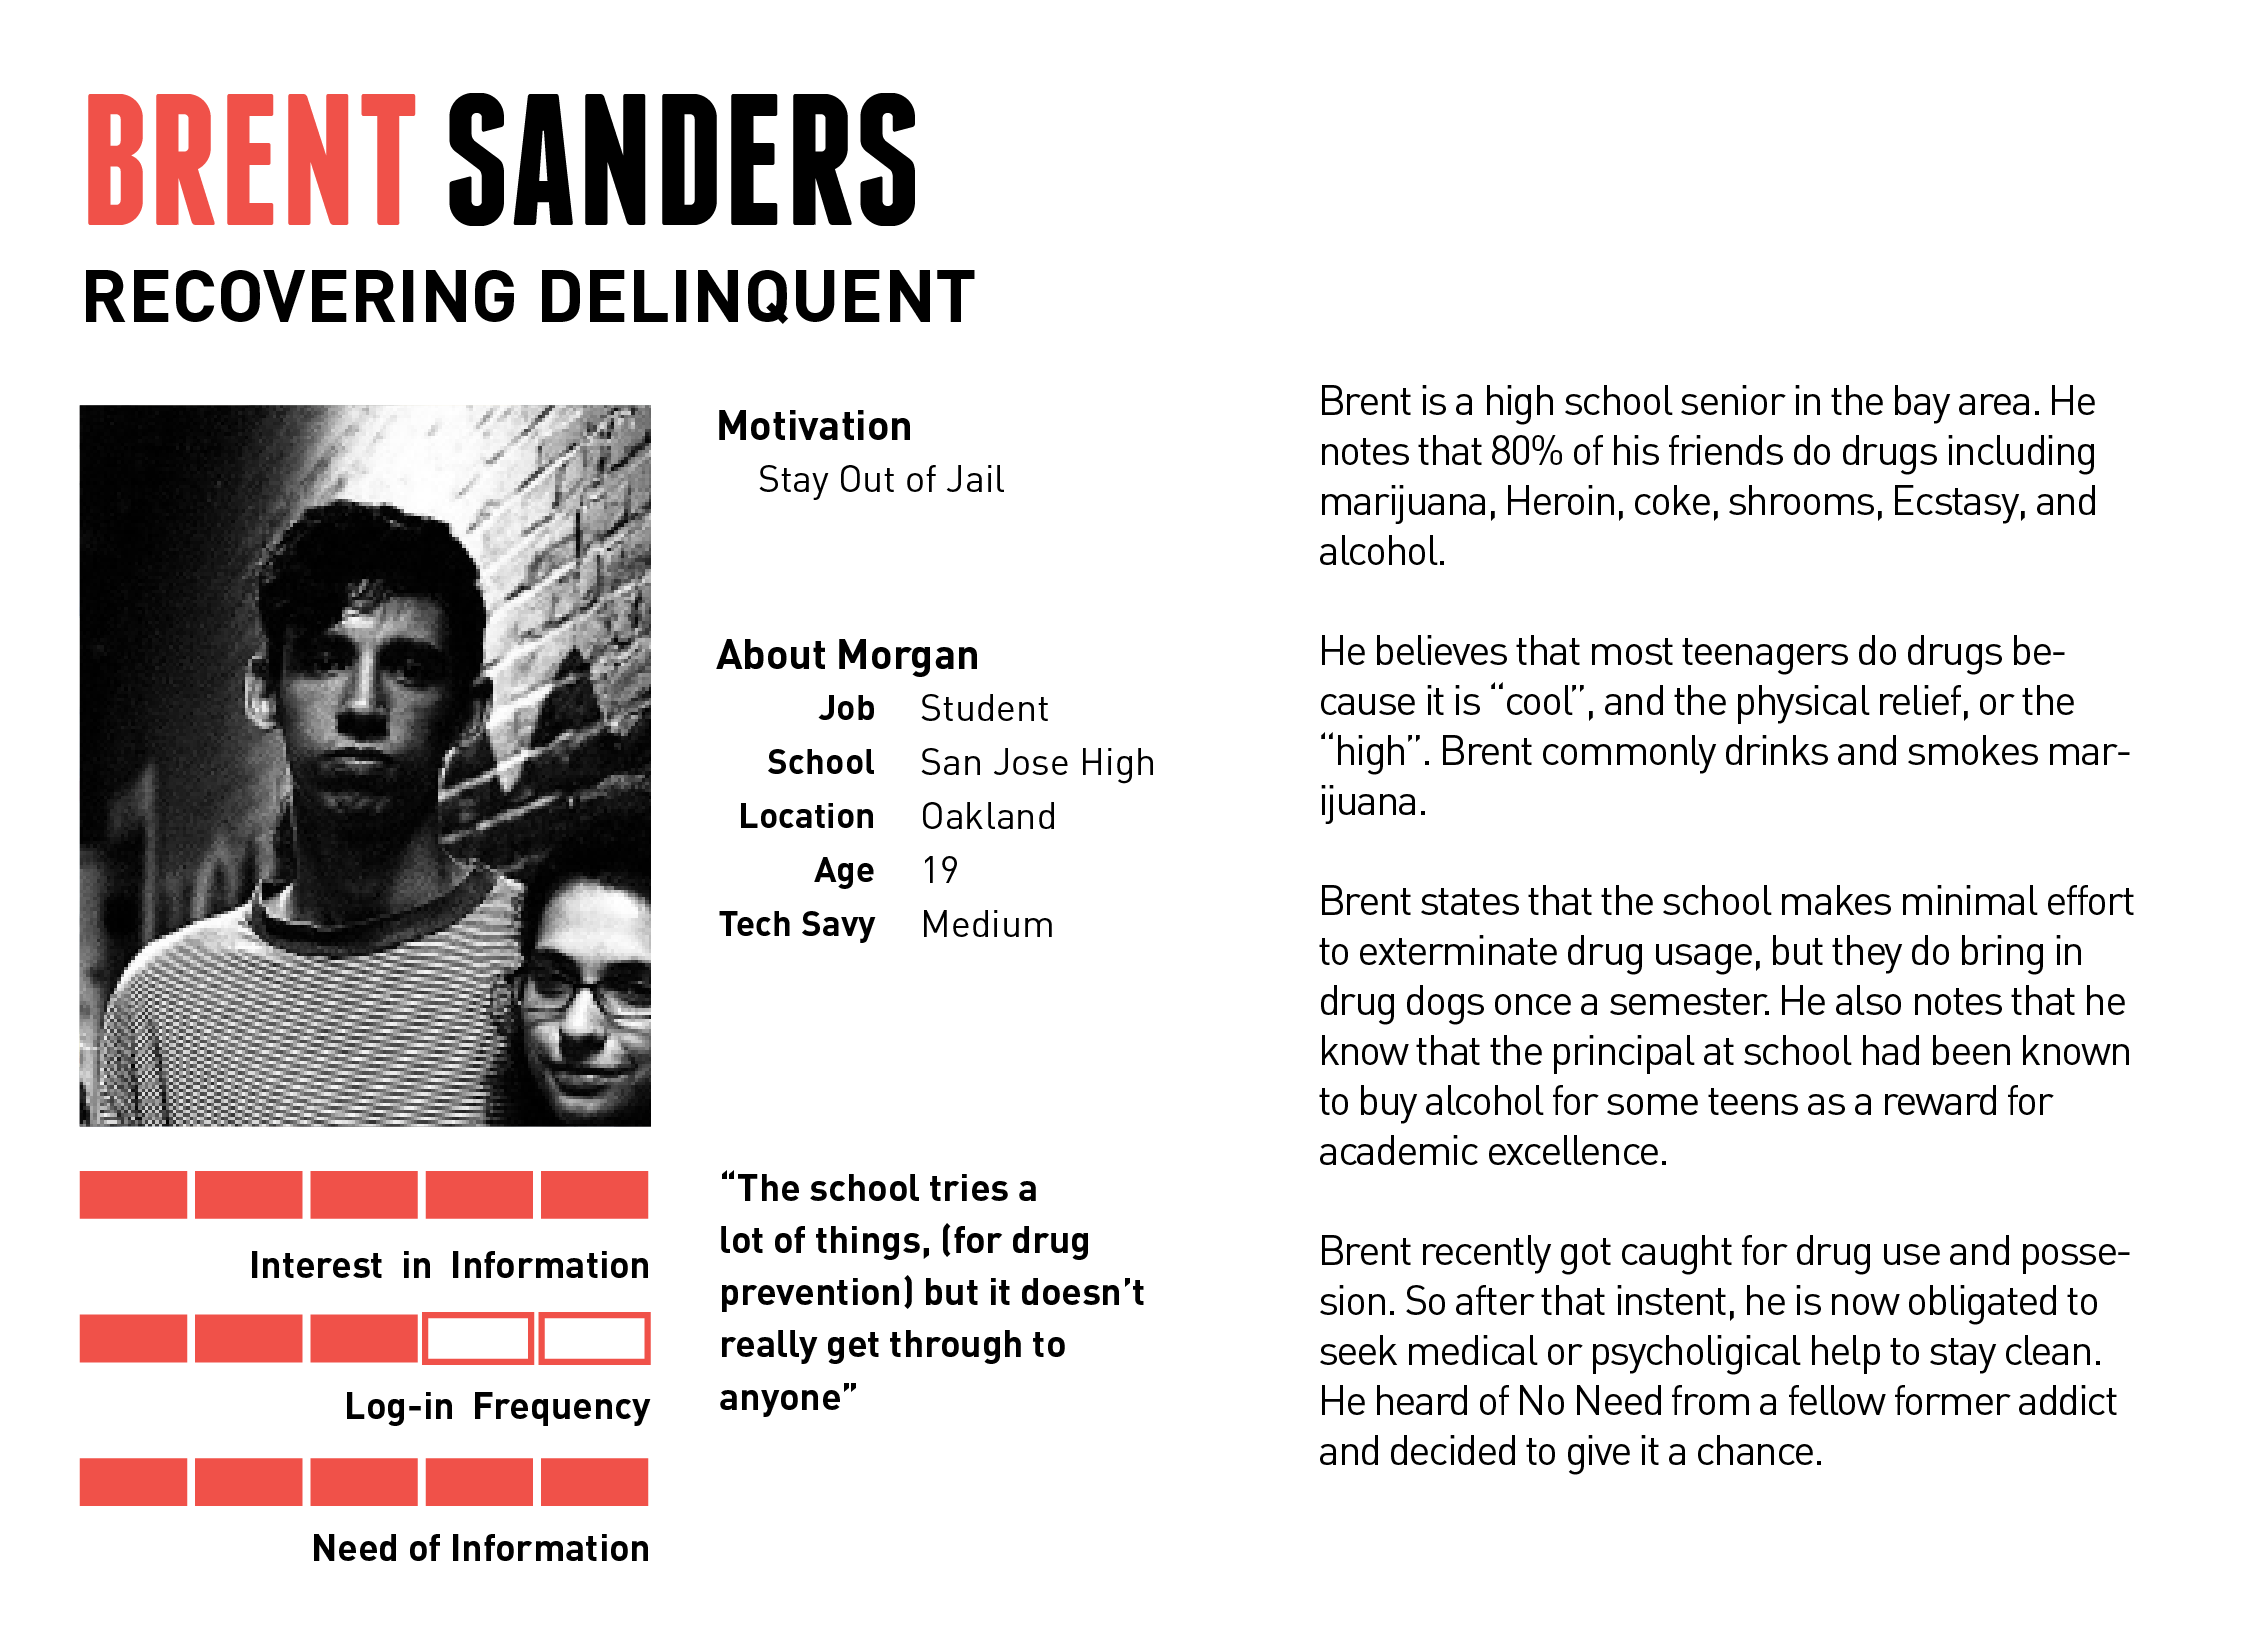 BRENT SANDERS
RECOVERING DELINQUENT
Motivation
Stay Out of Jail
About Morgan
Job Student
School San Jose High
Location Oakland
Age 19
Tech Savy Medium
Interest in Information
Log-in Frequency
Need of Information
“The school tries a
lot of things, (for drug
prevention) but it doesn’t
really get through to
anyone”
Brent is a high school senior in the bay area. He
notes that 80% of his friends do drugs including
marijuana, Heroin, coke, shrooms, Ecstasy, and
alcohol.
He believes that most teenagers do drugs be-
cause it is “cool”, and the physical relief, or the
“high”. Brent commonly drinks and smokes mar-
ijuana.
Brent states that the school makes minimal effort
to exterminate drug usage, but they do bring in
drug dogs once a semester. He also notes that he
know that the principal at school had been known
to buy alcohol for some teens as a reward for
academic excellence.
Brent recently got caught for drug use and posse-
sion. So after that instent, he is now obligated to
seek medical or psycholigical help to stay clean.
He heard of No Need from a fellow former addict
and decided to give it a chance.